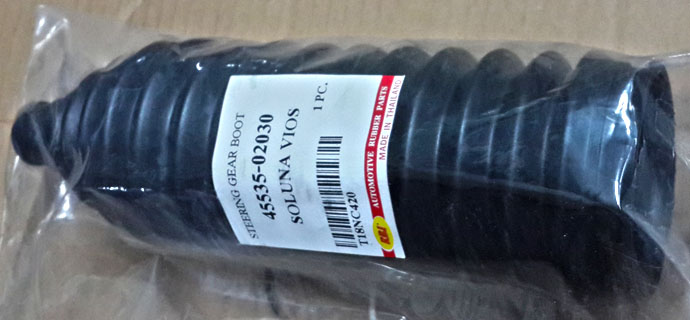 STEERING GEAR BOOT
45535-02030
SOLUNA VIOS
1 PC.
T18NC420
RBI
AUTOMOTIVE RUBBER PARTS
MADE IN THAILAND